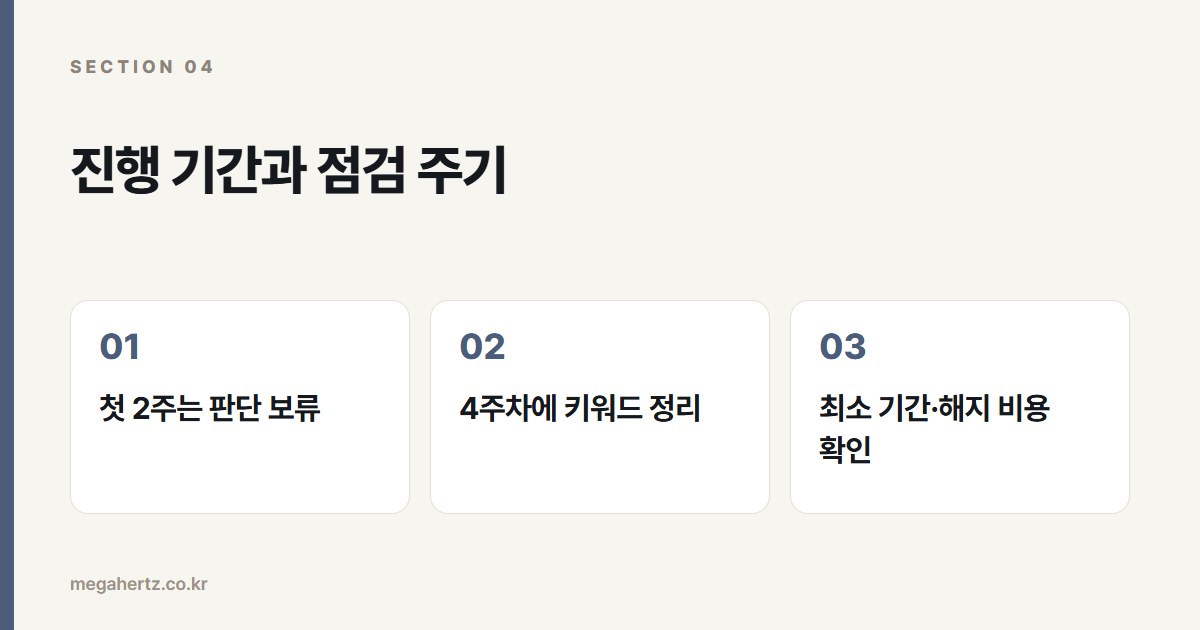 SECTION 04
진행 기간과 점검 주기
01
첫 2주는 판단 보류
02
4주차에 키워드 정리
03
최소 기간·해지 비용
확인
megahertz.co.kr